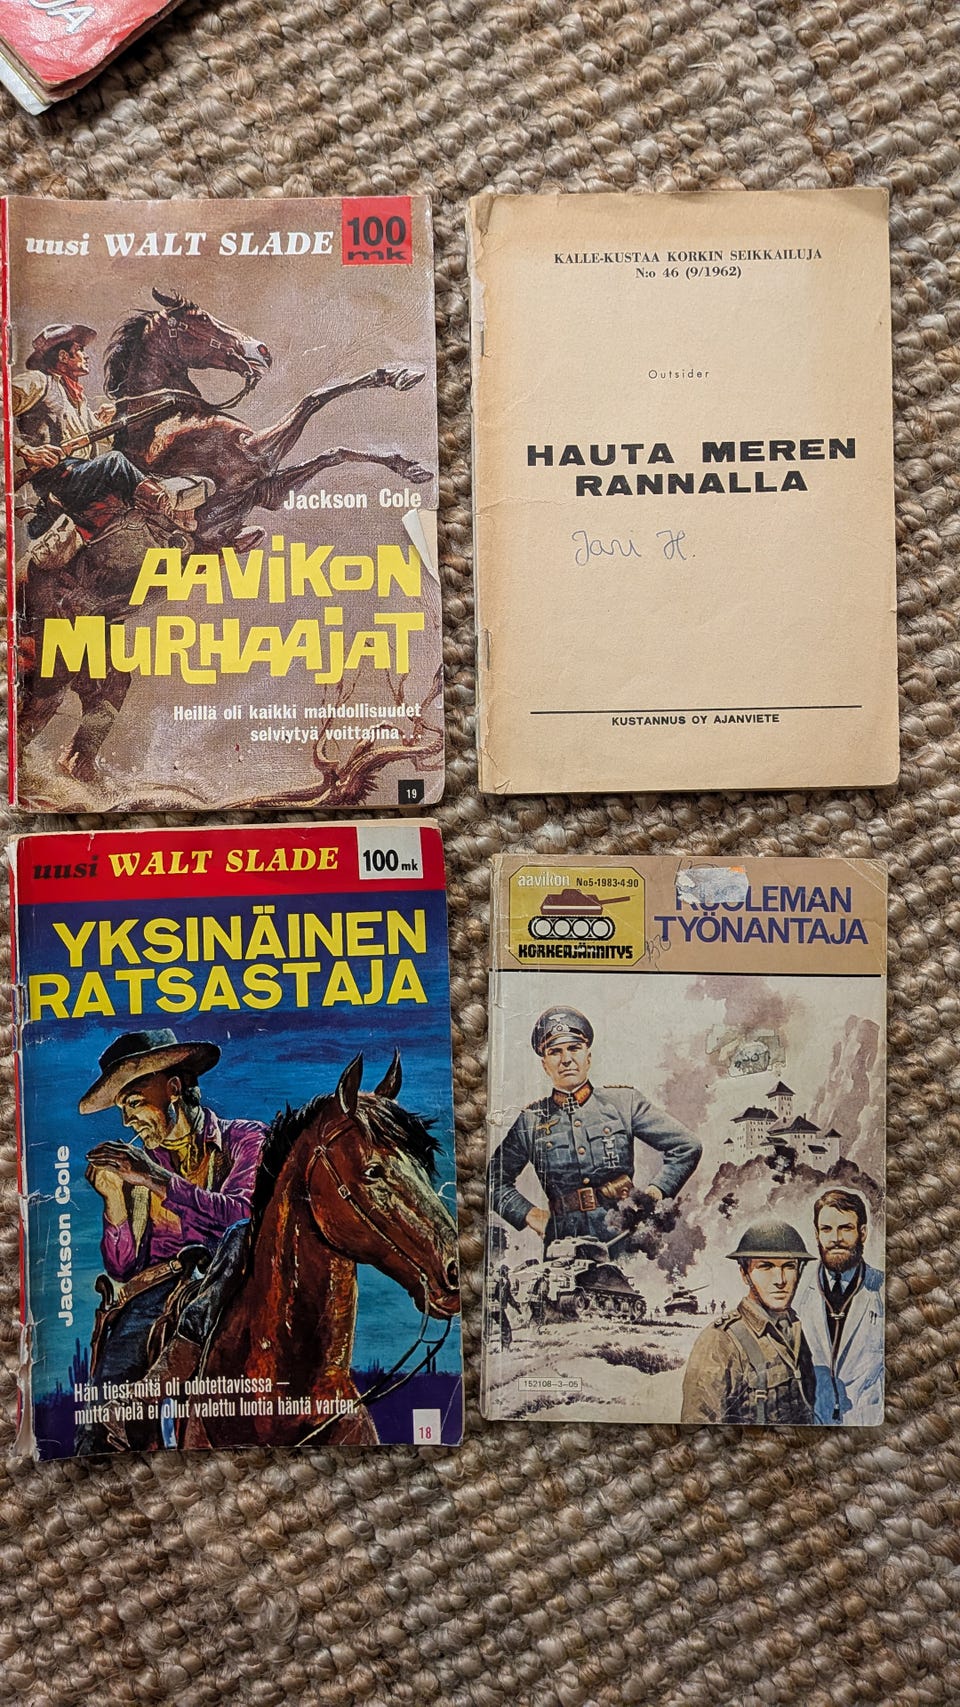 JA
uusi WALT SLADE
100
mk
Jackson Cole
AAVIKON
MURHAAJAT
Heillä oli kaikki mahdollisuudet
selviytyä voittajina...
19
KALLE-KUSTAA KORKIN SEIKKAILUJA
N:o 46 (9/1962)
Outsider
HAUTA MEREN
RANNALLA
Jari H.
KUSTANNUS OY AJANVIETE
uusi WALT SLADE
100 mk
YKSINÄINEN
RATSASTAJA
Jackson Cole
Hän tiesi, mitä oli odotettavisssa —
mutta vielä ei ollut valettu luotia häntä varten.
18
aavikon No 5-1983-4:90
KORKEAJÄNNITYS
KUOLEMAN
TYÖNANTAJA
152108-3-05